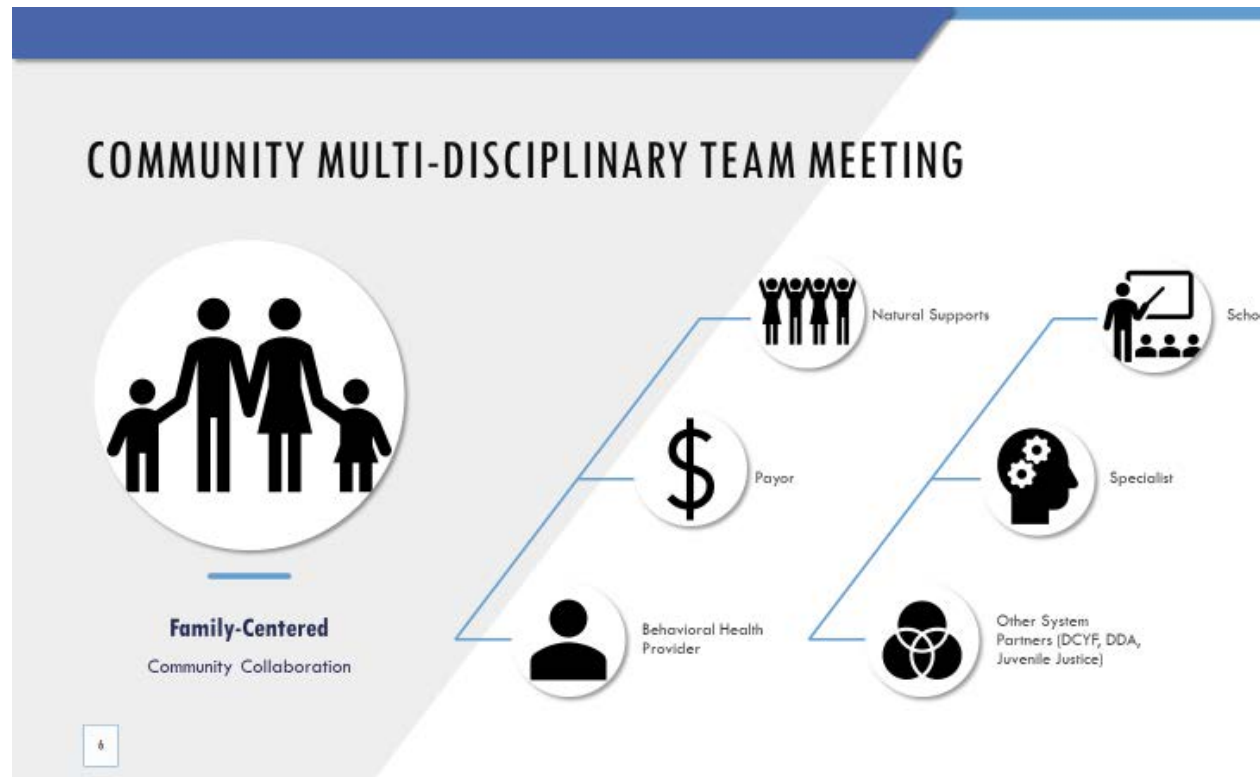 COMMUNITY MULTI-DISCIPLINARY TEAM MEETING
Family-Centered
Community Collaboration
Natural Supports
Payor
Behavioral Health
Provider
Scho
Specialist
Other System
Partners (DCYF, DDA,
Juvenile Justice)
6